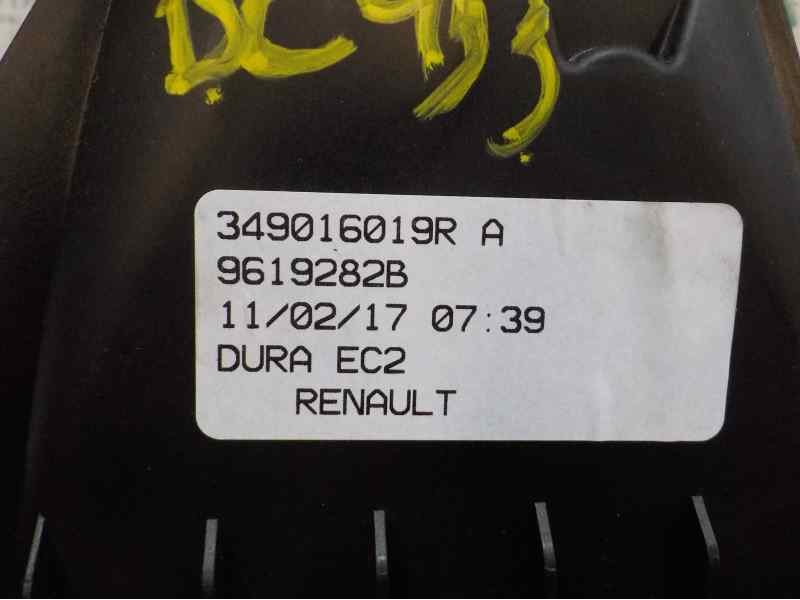 349016019R A
9619282B
11/02/17 07:39
DURA EC2
RENAULT